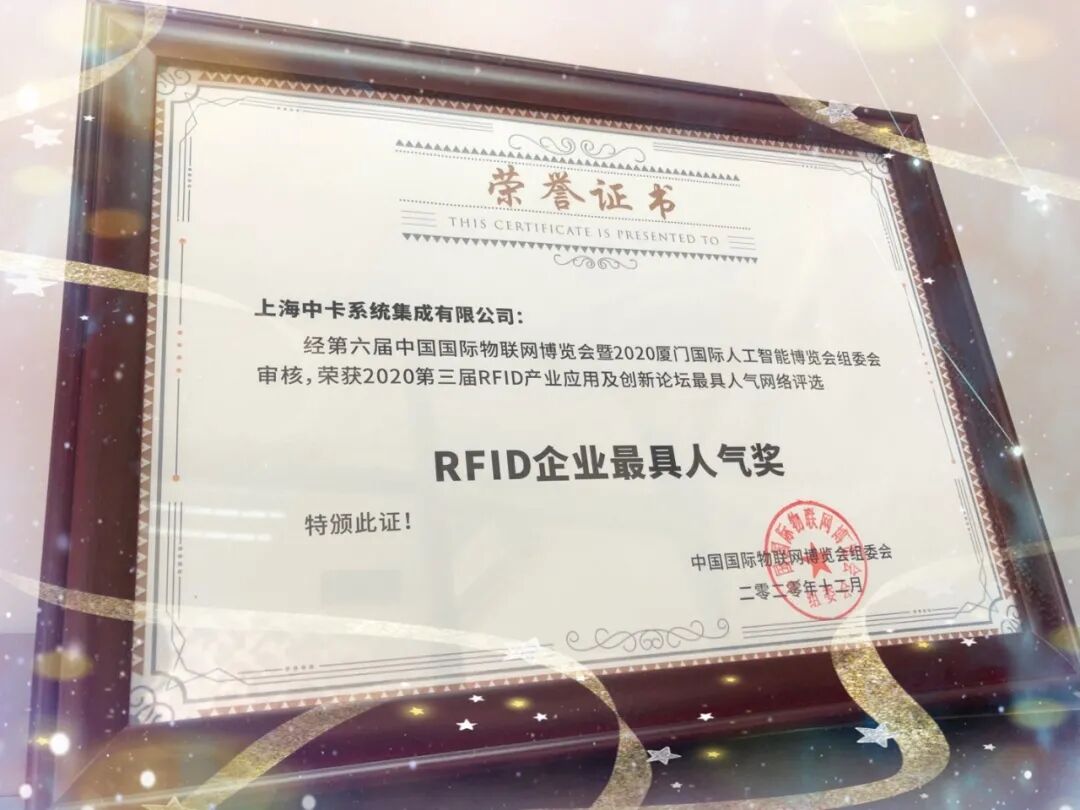 荣誉证书
THIS CERTIFICATE IS PRESENTED TO
上海中卡系统集成有限公司:
经第六届中国国际物联网博览会暨2020厦门国际人工智能博览会组委会
审核,荣获2020第三届RFID产业应用及创新论坛最具人气网络评选
RFID企业最具人气奖
特颁此证!
中国国际物联网博览会组委会
二零二零年十二月